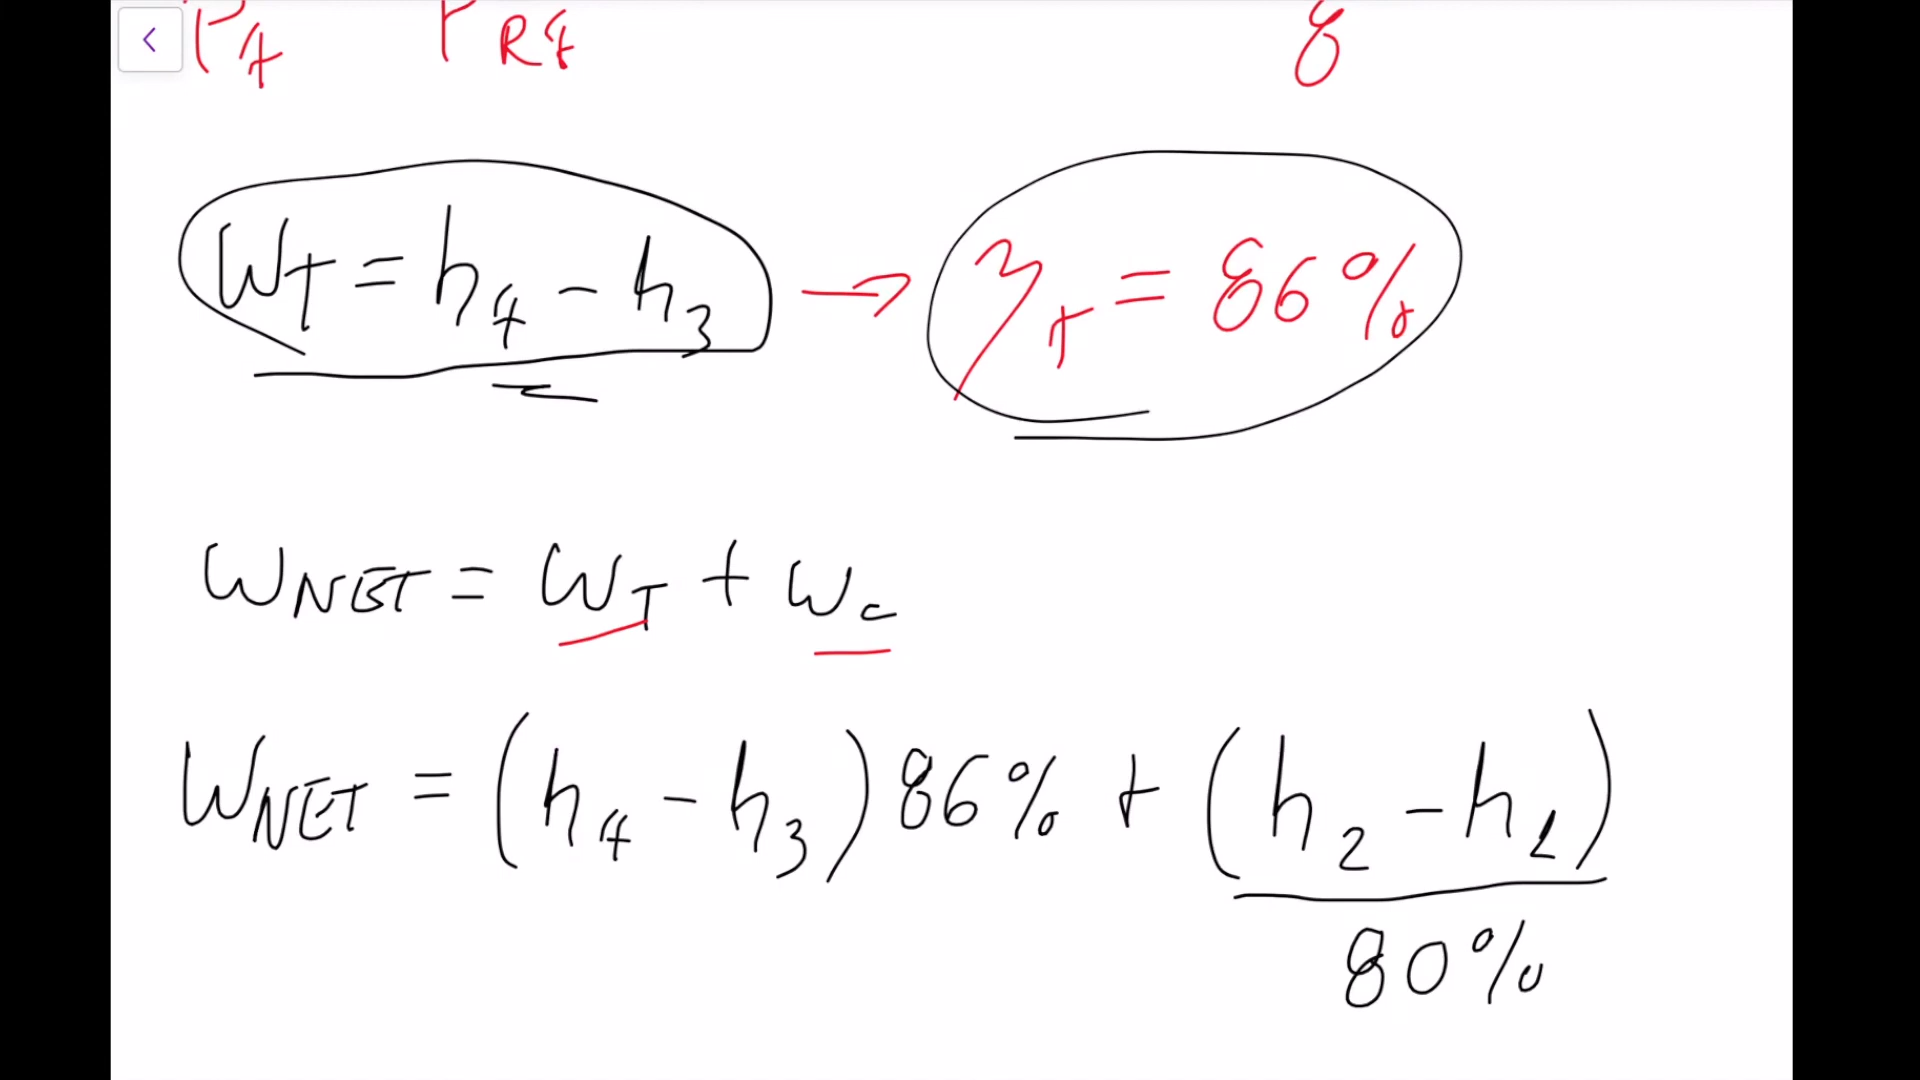 P4 PR4 8
WT = h4 - h3 → ηT = 86%
WNET = WT + Wc
WNET = (h4 - h3) 86% + (h2 - h1)
80%